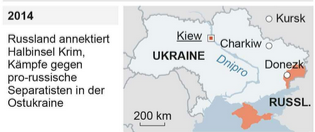 2014
Russland annektiert
Halbinsel Krim,
Kämpfe gegen
pro-russische
Separatisten in der
Ostukraine
Kursk
Kiew
Charkiw
UKRAINE
Dnipro
Donezk
RUSSL.
200 km